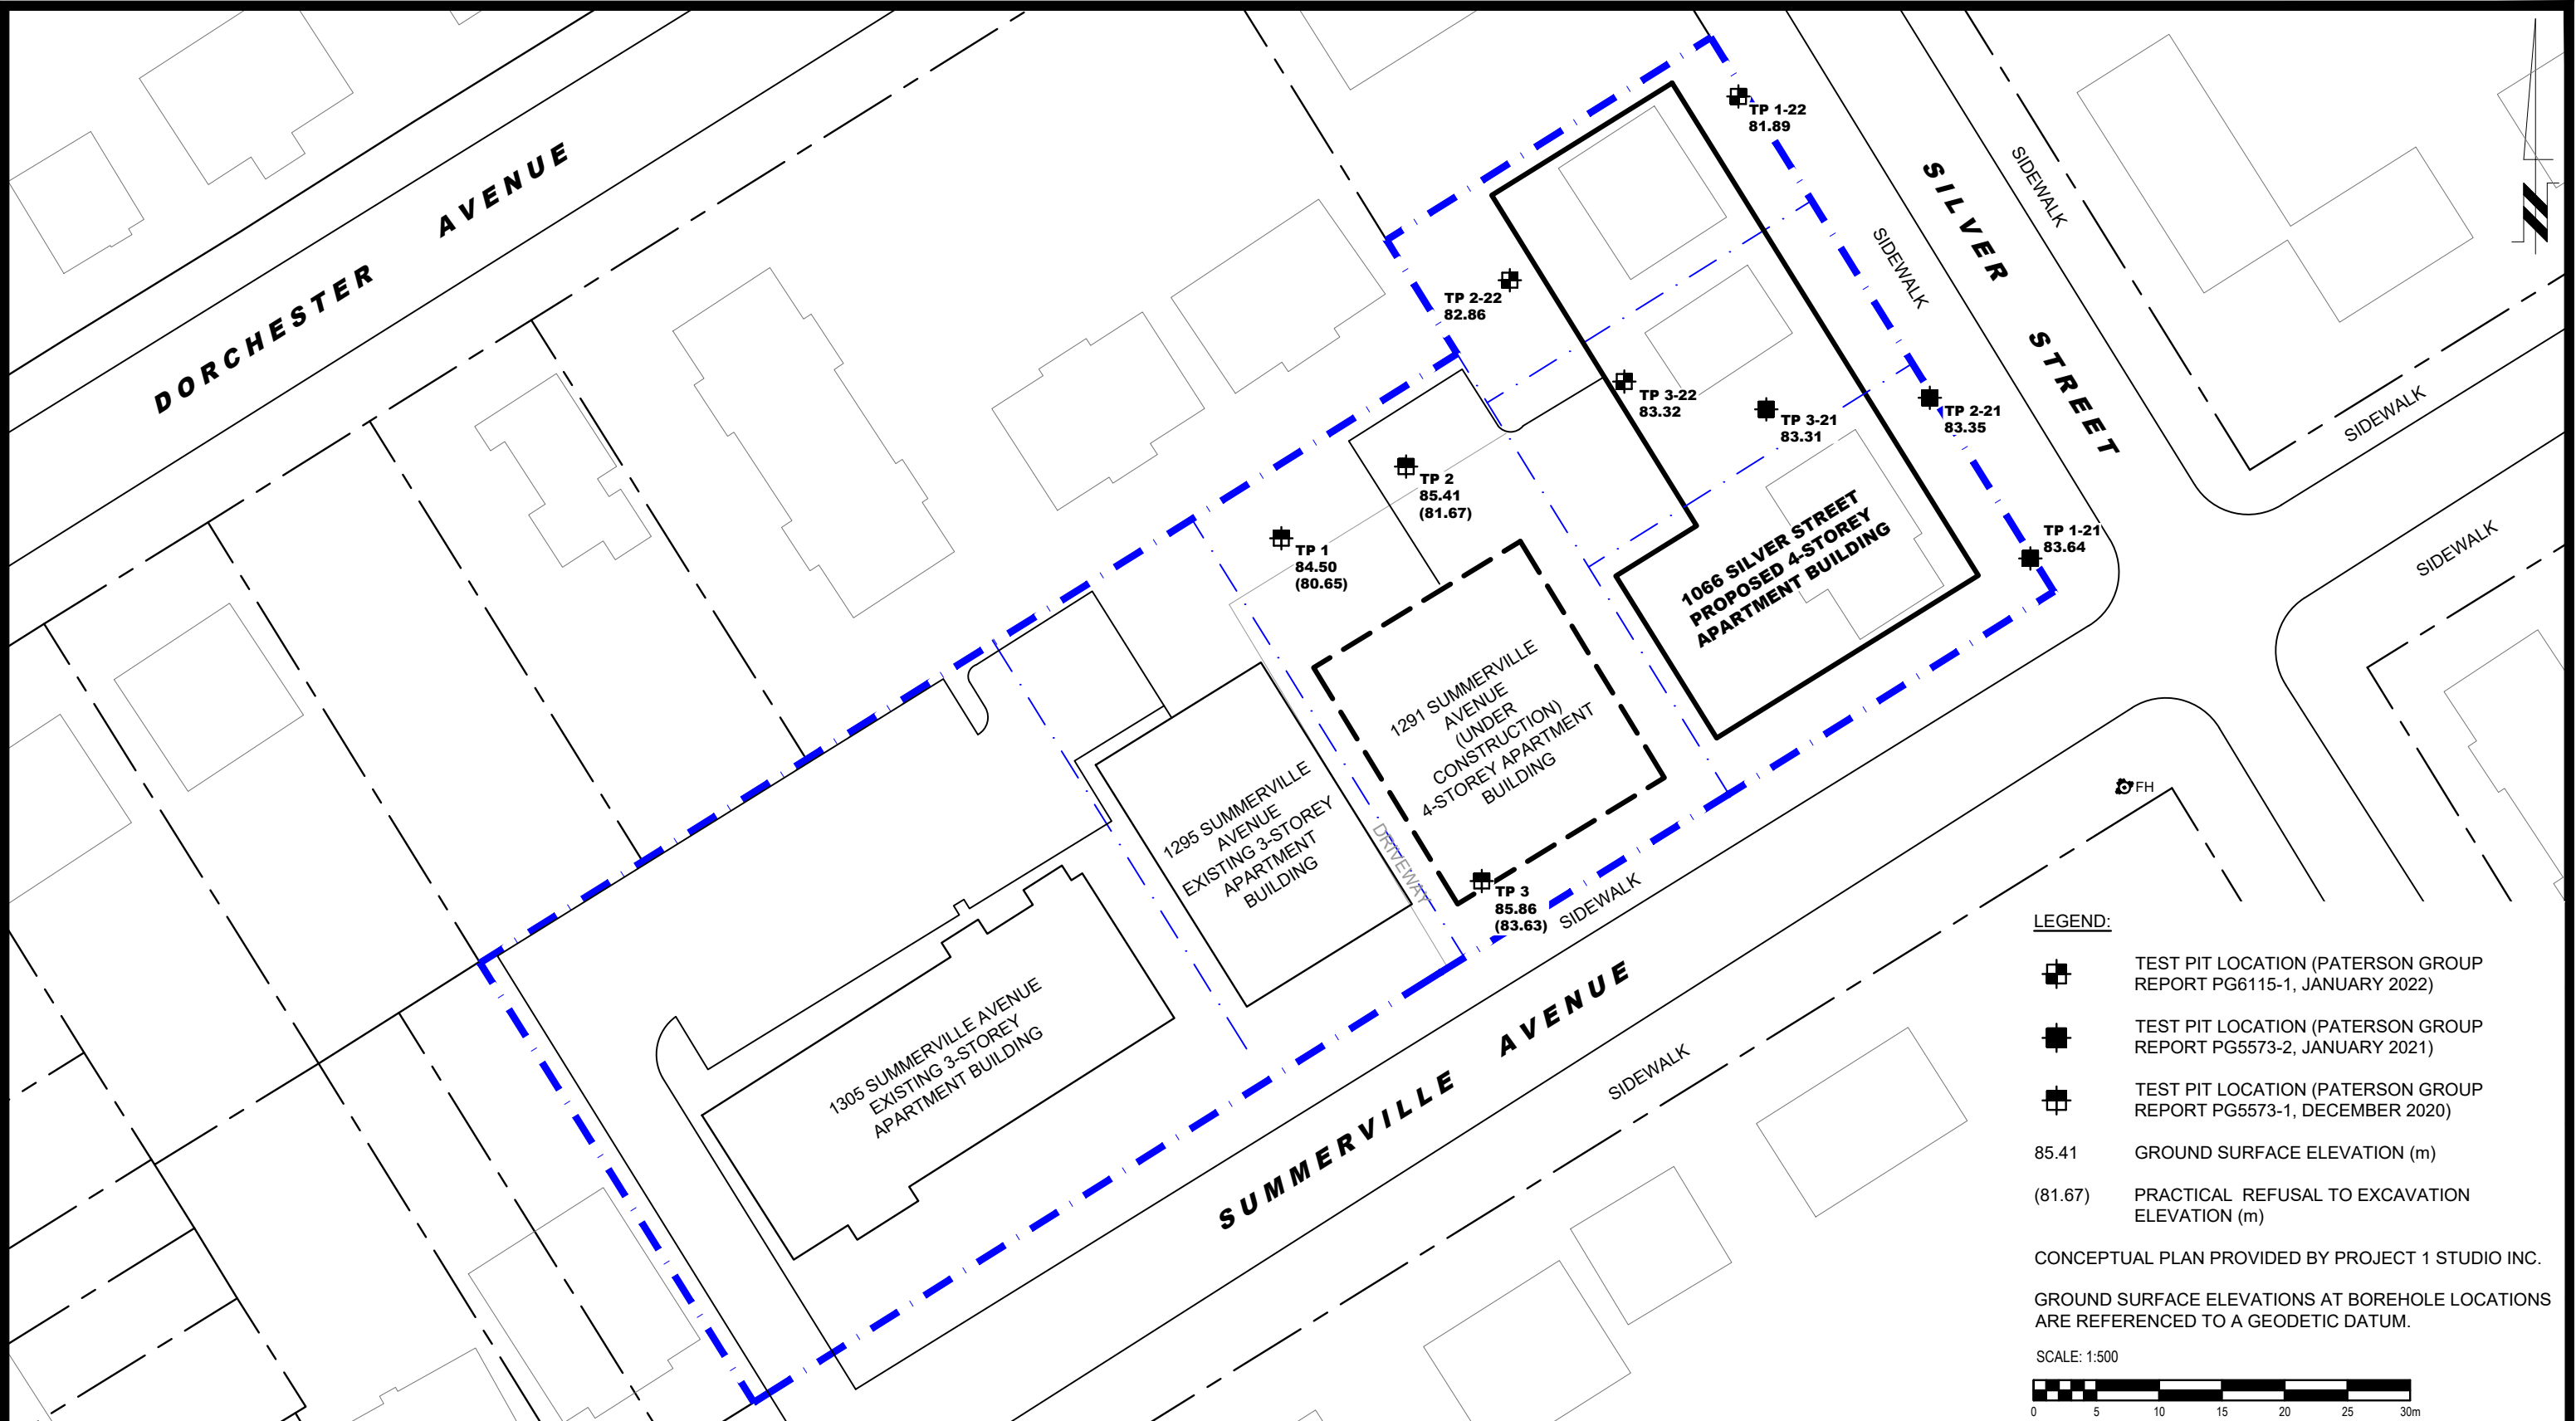 DORCHESTER AVENUE
SILVER STREET
SUMMERVILLE AVENUE
SIDEWALK
SIDEWALK
SIDEWALK
SIDEWALK
SIDEWALK
SIDEWALK
DRIVEWAY
TP 1-22
81.89
TP 2-22
82.86
TP 3-22
83.32
TP 3-21
83.31
TP 2-21
83.35
TP 1-21
83.64
TP 2
85.41
(81.67)
TP 1
84.50
(80.65)
TP 3
85.86
(83.63)
1066 SILVER STREET
PROPOSED 4-STOREY
APARTMENT BUILDING
1291 SUMMERVILLE
AVENUE
(UNDER
CONSTRUCTION)
4-STOREY APARTMENT
BUILDING
1295 SUMMERVILLE
AVENUE
EXISTING 3-STOREY
APARTMENT
BUILDING
1305 SUMMERVILLE AVENUE
EXISTING 3-STOREY
APARTMENT BUILDING
FH
LEGEND:
TEST PIT LOCATION (PATERSON GROUP
REPORT PG6115-1, JANUARY 2022)
TEST PIT LOCATION (PATERSON GROUP
REPORT PG5573-2, JANUARY 2021)
TEST PIT LOCATION (PATERSON GROUP
REPORT PG5573-1, DECEMBER 2020)
85.41 GROUND SURFACE ELEVATION (m)
(81.67) PRACTICAL REFUSAL TO EXCAVATION
ELEVATION (m)
CONCEPTUAL PLAN PROVIDED BY PROJECT 1 STUDIO INC.
GROUND SURFACE ELEVATIONS AT BOREHOLE LOCATIONS
ARE REFERENCED TO A GEODETIC DATUM.
SCALE: 1:500
0 5 10 15 20 25 30m